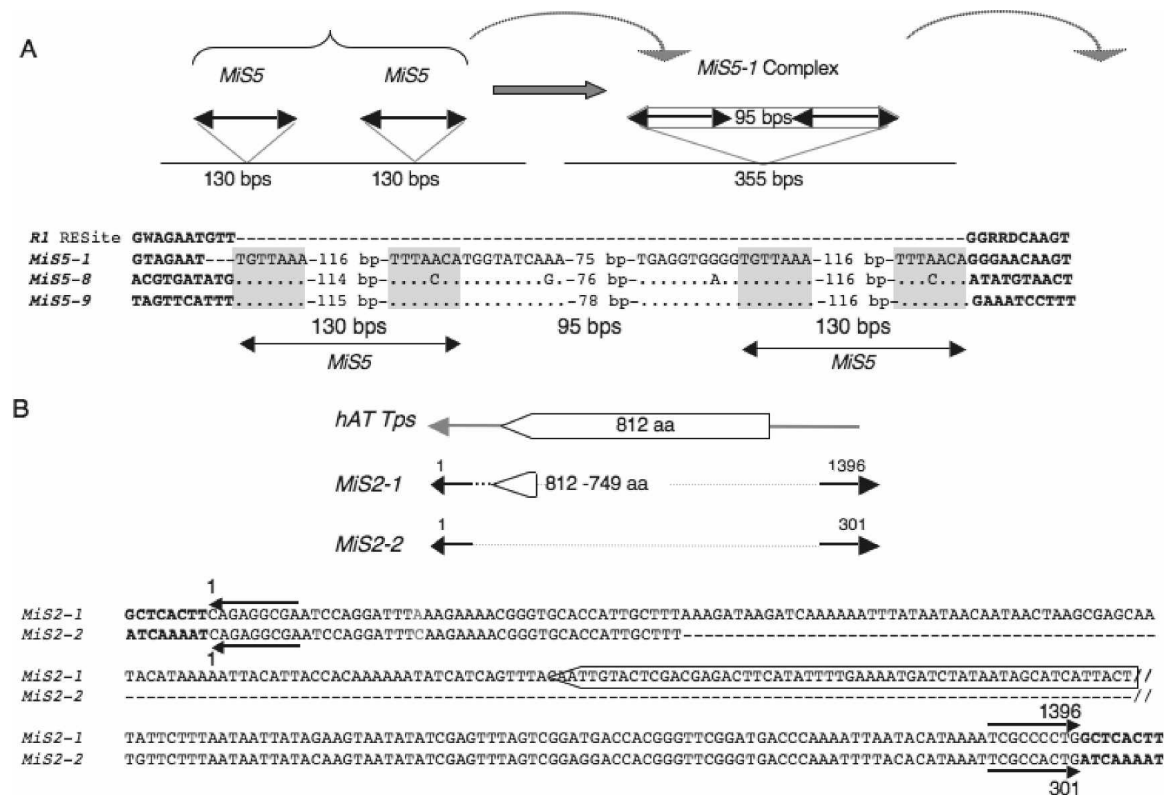 A
MiS5 MiS5
MiS5-1 Complex
95 bps
130 bps 130 bps 355 bps
R1 RESite GWAGAATGTT--------------------------------------------------------------------------GGRRDCAAGT
MiS5-1 GTAGAAT---TGTTAAA-116 bp-TTTAACATGGTATCAAA-75 bp-TGAGGTGGGGTGTTAAA-116 bp-TTTAACAGGGAACAAGT
MiS5-8 ACGTGATATG.......-114 bp-....C...........G.-76 bp-.......A.........-116 bp-....C..ATATGTAACT
MiS5-9 TAGTTCATTT.......-115 bp-.................-78 bp-.................-116 bp-.......GAAATCCTTT
130 bps 95 bps 130 bps
MiS5 MiS5
B
hAT Tps 812 aa
1 1396
MiS2-1 812 -749 aa
1 301
MiS2-2
1
MiS2-1 GCTCACTTCAGAGGCGAATCCAGGATTTAAAGAAAACGGGTGCACCATTGCTTTAAAGATAAGATCAAAAAATTTATAATAACAATAACTAAGCGAGCAA
MiS2-2 ATCAAAATCAGAGGCGAATCCAGGATTTCAAGAAAACGGGTGCACCATTGCTTT----------------------------------------------
1
MiS2-1 TACATAAAAATTACATTACCACAAAAAATATCATCAGTTTAGAATTGTACTCGACGAGACTTCATATTTTGAAAATGATCTATAATAGCATCATTACT//
MiS2-2 --------------------------------------------------------------------------------------------------//
1396
MiS2-1 TATTCTTTAATAATTATAGAAGTAATATATCGAGTTTAGTCGGATGACCACGGGTTCGGATGACCCAAAATTAATACATAAAATCGCCCCTGGCTCACTT
MiS2-2 TGTTCTTTAATAATTATACAAGTAATATATCGAGTTTAGTCGGAGGACCACGGGTTCGGGTGACCCAAATTTTACACATAAATTCGCCACTGATCAAAAT
301